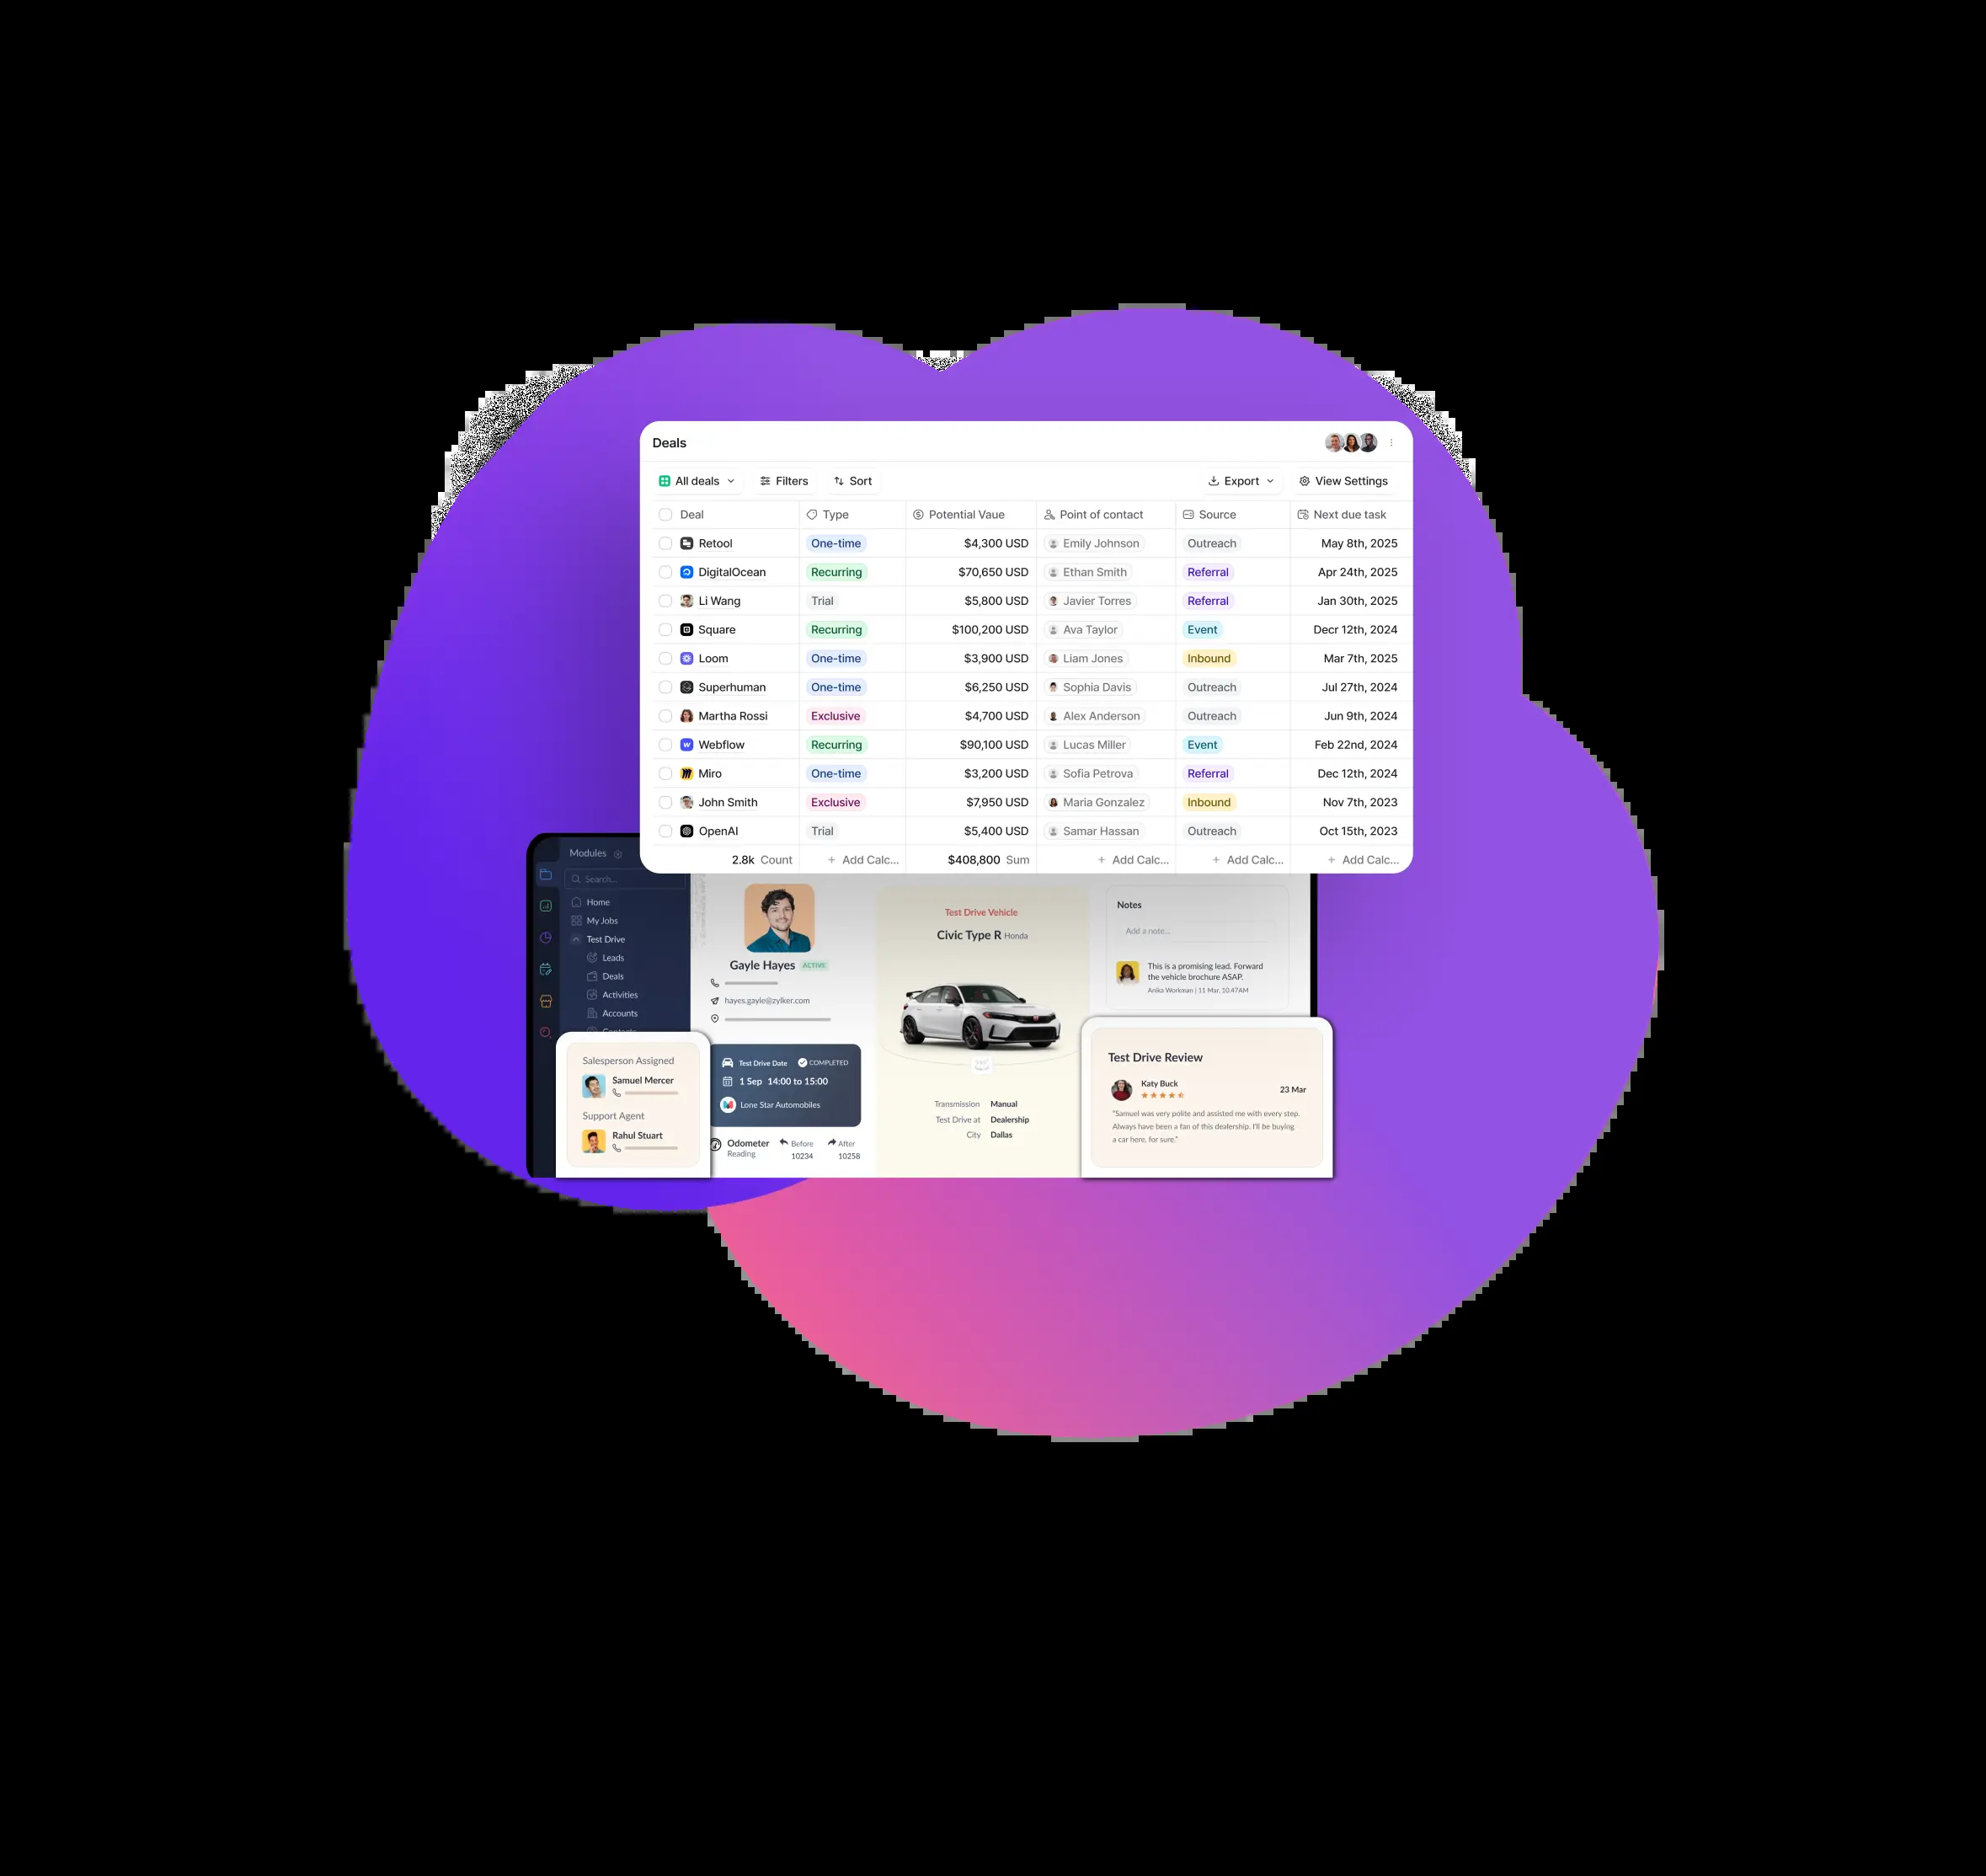 Deals
All deals Filters Sort Export View Settings
Deal Type Potential Vaue Point of contact Source Next due task
Retool One-time $4,300 USD Emily Johnson Outreach May 8th, 2025
DigitalOcean Recurring $70,650 USD Ethan Smith Referral Apr 24th, 2025
Li Wang Trial $5,800 USD Javier Torres Referral Jan 30th, 2025
Square Recurring $100,200 USD Ava Taylor Event Decr 12th, 2024
Loom One-time $3,900 USD Liam Jones Inbound Mar 7th, 2025
Superhuman One-time $6,250 USD Sophia Davis Outreach Jul 27th, 2024
Martha Rossi Exclusive $4,700 USD Alex Anderson Outreach Jun 9th, 2024
Webflow Recurring $90,100 USD Lucas Miller Event Feb 22nd, 2024
Miro One-time $3,200 USD Sofia Petrova Referral Dec 12th, 2024
John Smith Exclusive $7,950 USD Maria Gonzalez Inbound Nov 7th, 2023
OpenAI Trial $5,400 USD Samar Hassan Outreach Oct 15th, 2023
2.8k Count + Add Calc... $408,800 Sum + Add Calc... + Add Calc... + Add Calc...
Modules
Search...
Home
My Jobs
Test Drive
Leads
Deals
Activities
Accounts
Salesperson Assigned
Samuel Mercer
Support Agent
Rahul Stuart
Gayle Hayes ACTIVE
hayes.gayle@zylker.com
Test Drive Date COMPLETED
1 Sep 14:00 to 15:00
Lone Star Automobiles
Odometer Before After
Reading 10234 10258
Test Drive Vehicle
Civic Type R Honda
Transmission Manual
Test Drive at Dealership
City Dallas
Notes
Add a note...
This is a promising lead. Forward
the vehicle brochure ASAP.
Anika Workman | 11 Mar, 10.47AM
Test Drive Review
Katy Buck
23 Mar
"Samuel was very polite and assisted me with every step.
Always have been a fan of this dealership. I'll be buying
a car here, for sure."